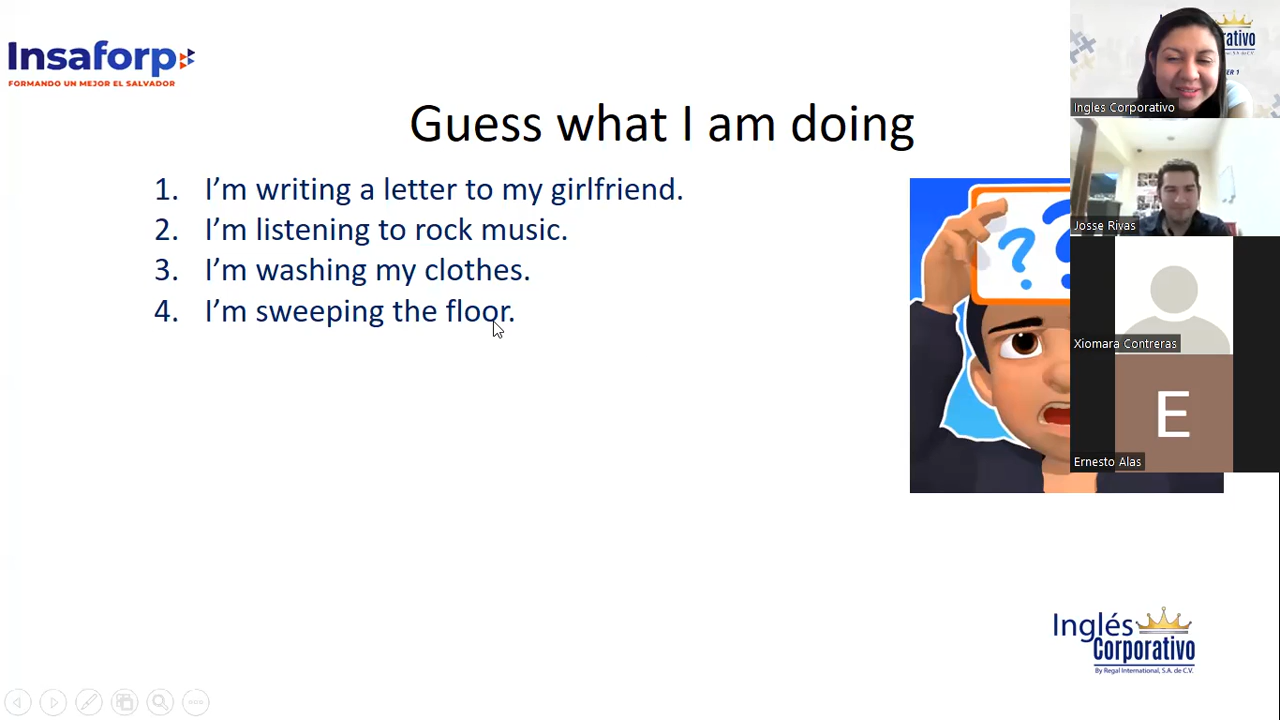 Insaforp
FORMANDO UN MEJOR EL SALVADOR
Guess what I am doing
1. I'm writing a letter to my girlfriend.
2. I'm listening to rock music.
3. I'm washing my clothes.
4. I'm sweeping the floor.
? ?
rativo
Ingles Corporativo
Josse Rivas
Xiomara Contreras
E
Ernesto Alas
Inglés
Corporativo
By Regal International, S.A. de C.V.